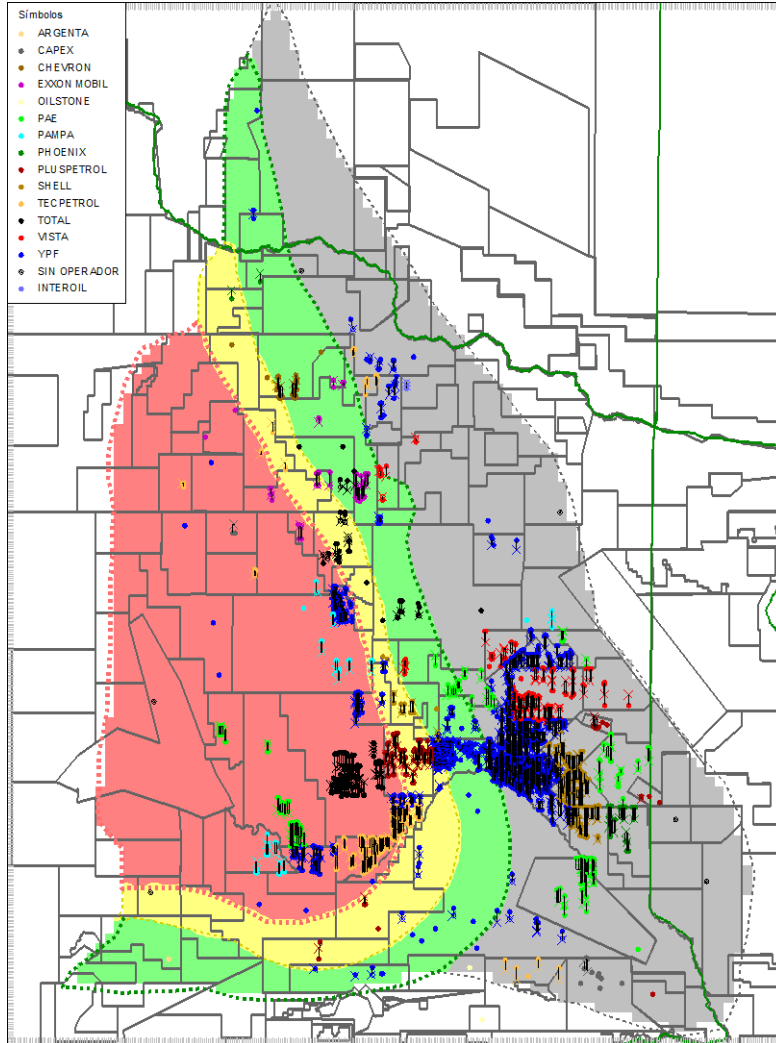 Símbolos
ARGENTA
CAPEX
CHEVRON
EXXON MOBIL
OILSTONE
PAE
PAMPA
PHOENIX
PLUSPETROL
SHELL
TECPETROL
TOTAL
VISTA
YPF
SIN OPERADOR
INTEROIL